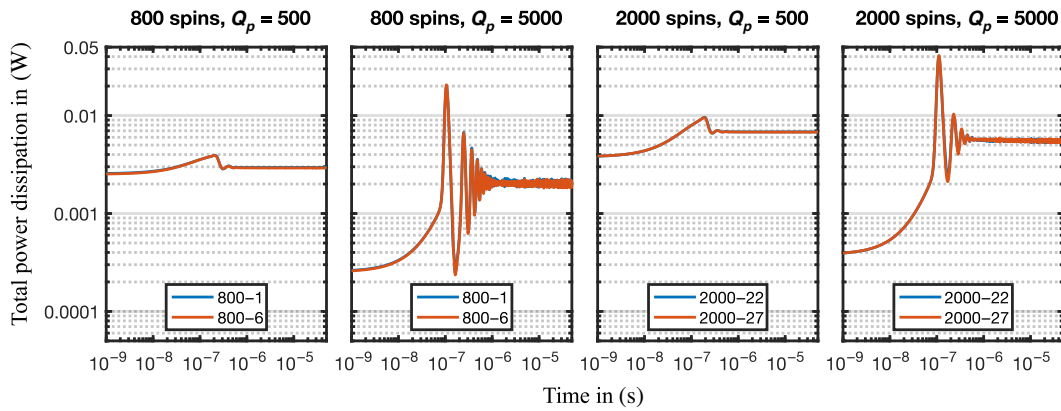 800 spins, Qp = 500
800 spins, Qp = 5000
2000 spins, Qp = 500
2000 spins, Qp = 5000
Total power dissipation in (W)
0.05
0.01
0.001
0.0001
800−1
800−6
800−1
800−6
2000−22
2000−27
2000−22
2000−27
10−9 10−8 10−7 10−6 10−5
10−9 10−8 10−7 10−6 10−5
10−9 10−8 10−7 10−6 10−5
10−9 10−8 10−7 10−6 10−5
Time in (s)